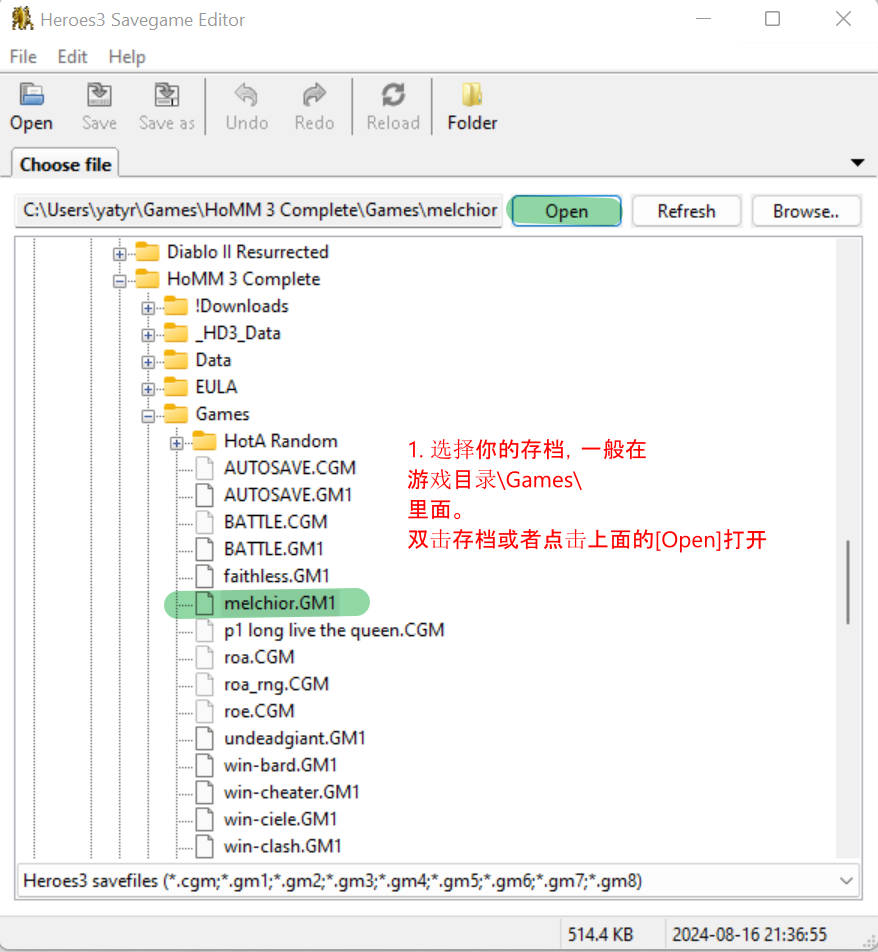 Heroes3 Savegame Editor
File Edit Help
Open Save Save as Undo Redo Reload Folder
Choose file
C:\Users\yatyr\Games\HoMM 3 Complete\Games\melchior Open Refresh Browse..
Diablo II Resurrected
HoMM 3 Complete
!Downloads
_HD3_Data
Data
EULA
Games
HotA Random
AUTOSAVE.CGM
AUTOSAVE.GM1
BATTLE.CGM
BATTLE.GM1
faithless.GM1
melchior.GM1
p1 long live the queen.CGM
roa.CGM
roa_rng.CGM
roe.CGM
undeadgiant.GM1
win-bard.GM1
win-cheater.GM1
win-ciele.GM1
win-clash.GM1
1. 选择你的存档, 一般在
游戏目录\Games\
里面。
双击存档或者点击上面的[Open]打开
Heroes3 savefiles (*.cgm;*.gm1;*.gm2;*.gm3;*.gm4;*.gm5;*.gm6;*.gm7;*.gm8)
514.4 KB 2024-08-16 21:36:55